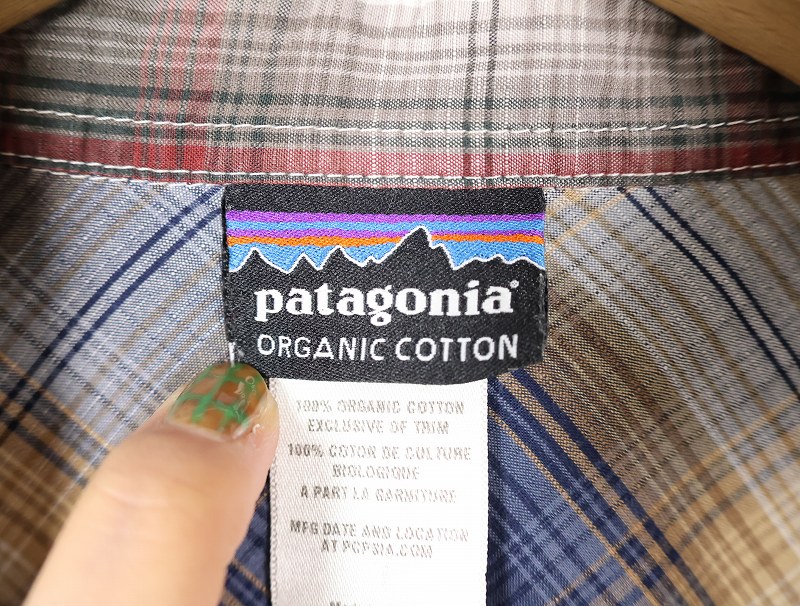 patagonia®
ORGANIC COTTON
100% ORGANIC COTTON
EXCLUSIVE OF TRIM
100% COTON DE CULTURE
BIOLOGIQUE
A PART LA GARNITURE
MFG DATE AND LOCATION
AT PCPSIA.COM